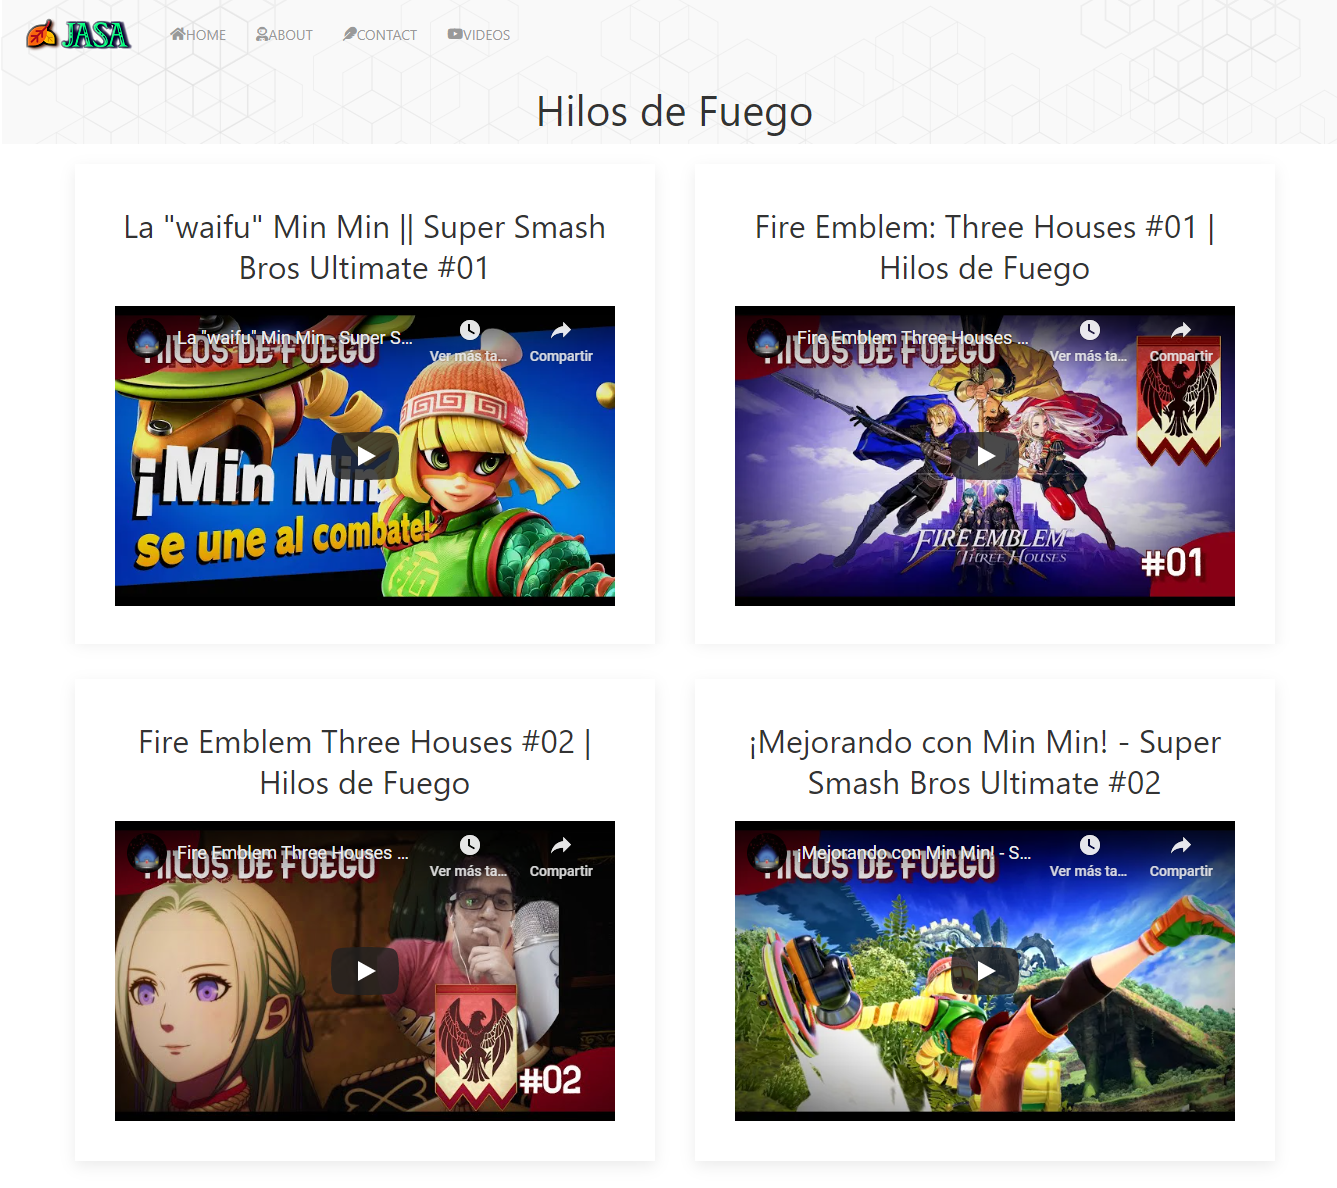 JASA
HOME
ABOUT
CONTACT
VIDEOS
Hilos de Fuego
La "waifu" Min Min || Super Smash
Bros Ultimate #01
La "waifu" Min Min - Super S...
Ver más ta...
Compartir
HILOS DE FUEGO
¡Min Min
se une al combate!
Fire Emblem: Three Houses #01 |
Hilos de Fuego
Fire Emblem Three Houses ...
Ver más ta...
Compartir
HILOS DE FUEGO
FIRE EMBLEM
THREE HOUSES
#01
Fire Emblem Three Houses #02 |
Hilos de Fuego
Fire Emblem Three Houses ...
Ver más ta...
Compartir
HILOS DE FUEGO
#02
¡Mejorando con Min Min! - Super
Smash Bros Ultimate #02
¡Mejorando con Min Min! - S...
Ver más ta...
Compartir
HILOS DE FUEGO